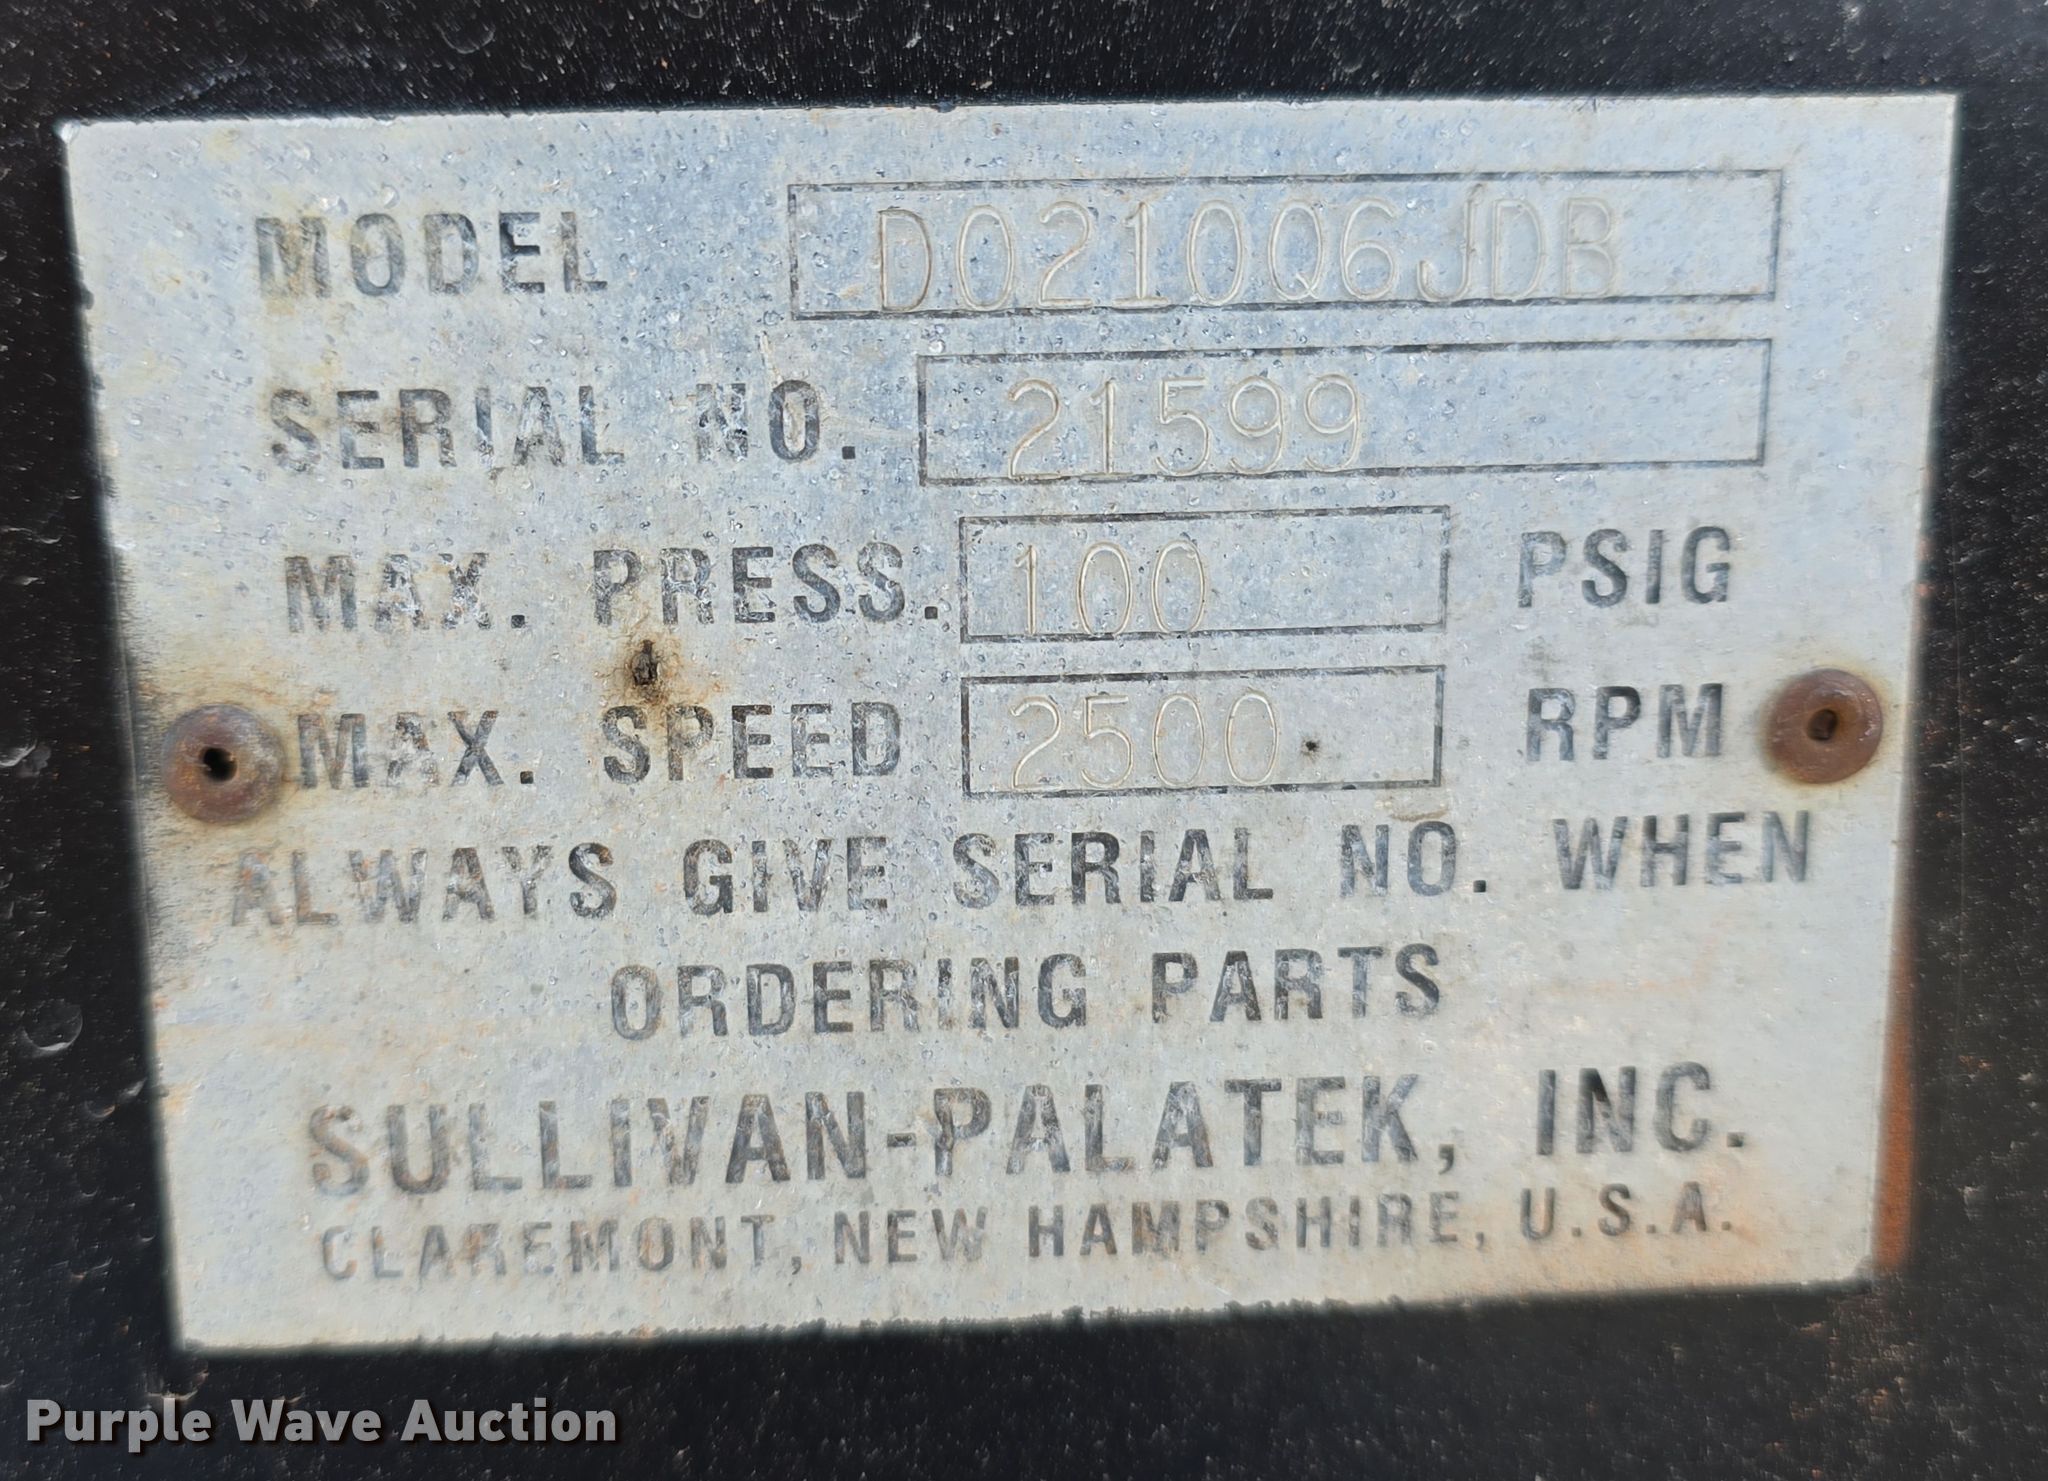 MODEL D0210Q6JDB
SERIAL NO. 21599
MAX. PRESS. 100 PSIG
MAX. SPEED 2500 RPM
ALWAYS GIVE SERIAL NO. WHEN
ORDERING PARTS
SULLIVAN-PALATEK, INC.
CLAREMONT, NEW HAMPSHIRE, U.S.A.
Purple Wave Auction